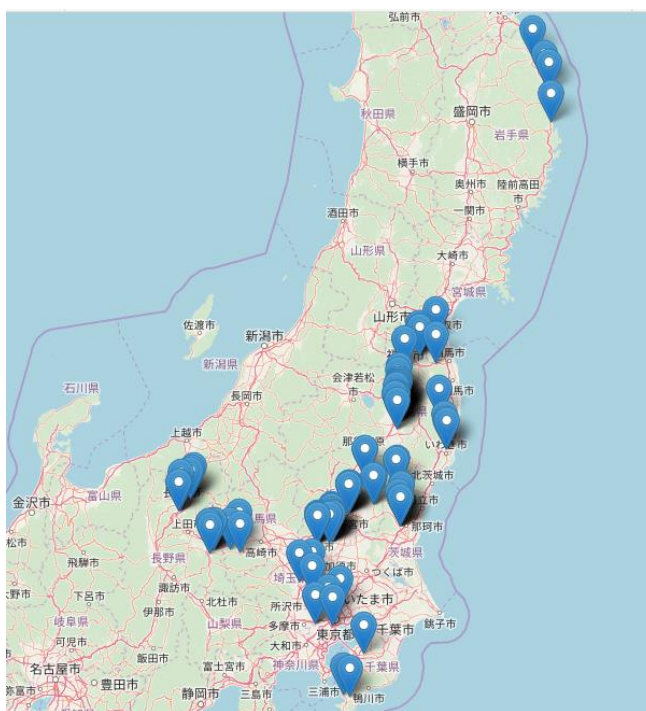 弘前市
秋田県
盛岡市
岩手県
横手市
奥州市
陸前高田
市
一関市
酒田市
山形県
大崎市
宮城県
山形市
佐渡市
新潟市
新潟県
会津若松
市
石川県
長岡市
上越市
いわき市
北茨城市
富山県
金沢市
那珂市
茨城県
上田市
高崎市
長野県
飛騨市
つくば市
諏訪市
下呂市
伊那市
北杜市
所沢市
いたま市
銚子市
岐阜県
山梨県
多摩市
東京都
千葉市
可児市
大和市
飯田市
富士宮市
神奈川県
千葉県
名古屋市
豊田市
三島市
三浦市
鴨川市
静岡市